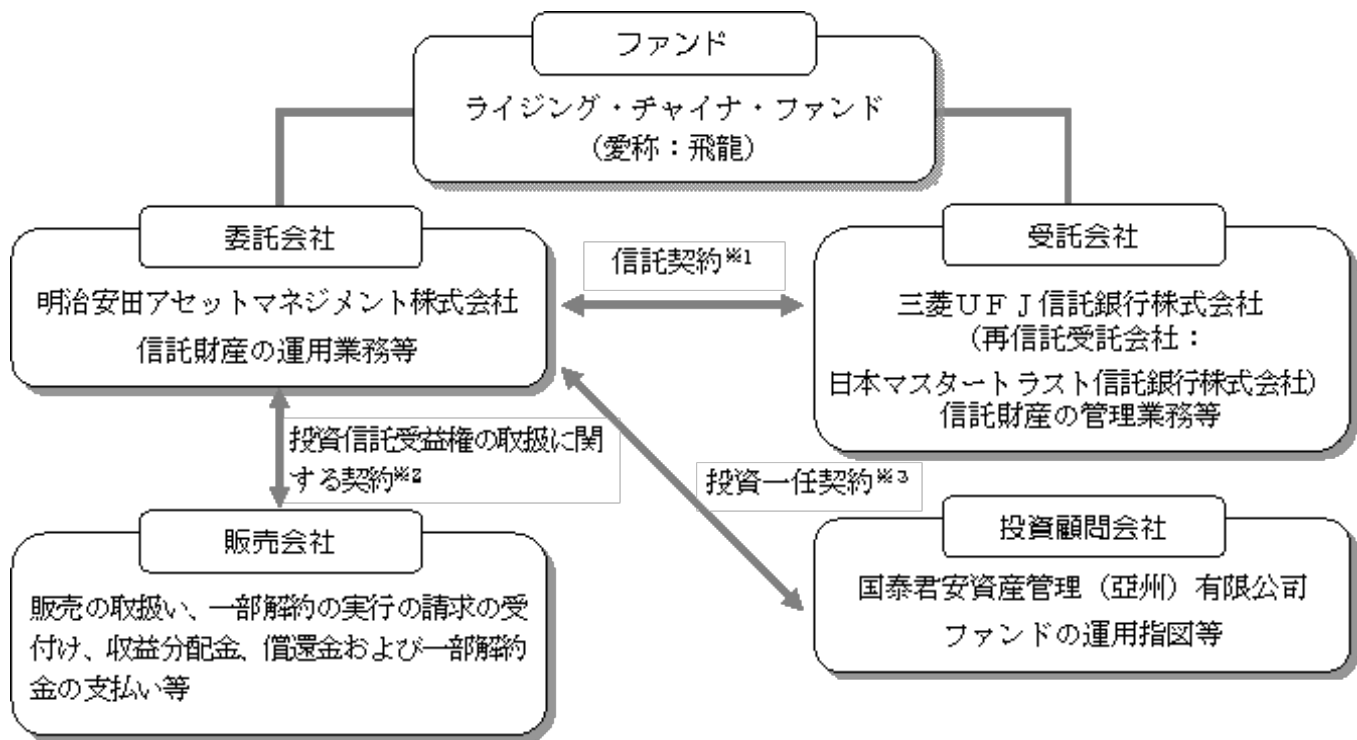 ファンド
ライジング・チャイナ・ファンド
（愛称：飛龍）
委託会社
明治安田アセットマネジメント株式会社
信託財産の運用業務等
信託契約※1
受託会社
三菱ＵＦＪ信託銀行株式会社
（再信託受託会社：
日本マスタートラスト信託銀行株式会社）
信託財産の管理業務等
投資信託受益権の取扱に関
する契約※2
投資一任契約※3
販売会社
販売の取扱い、一部解約の実行の請求の受
付け、収益分配金、償還金および一部解約
金の支払い等
投資顧問会社
国泰君安資産管理（亞州）有限公司
ファンドの運用指図等